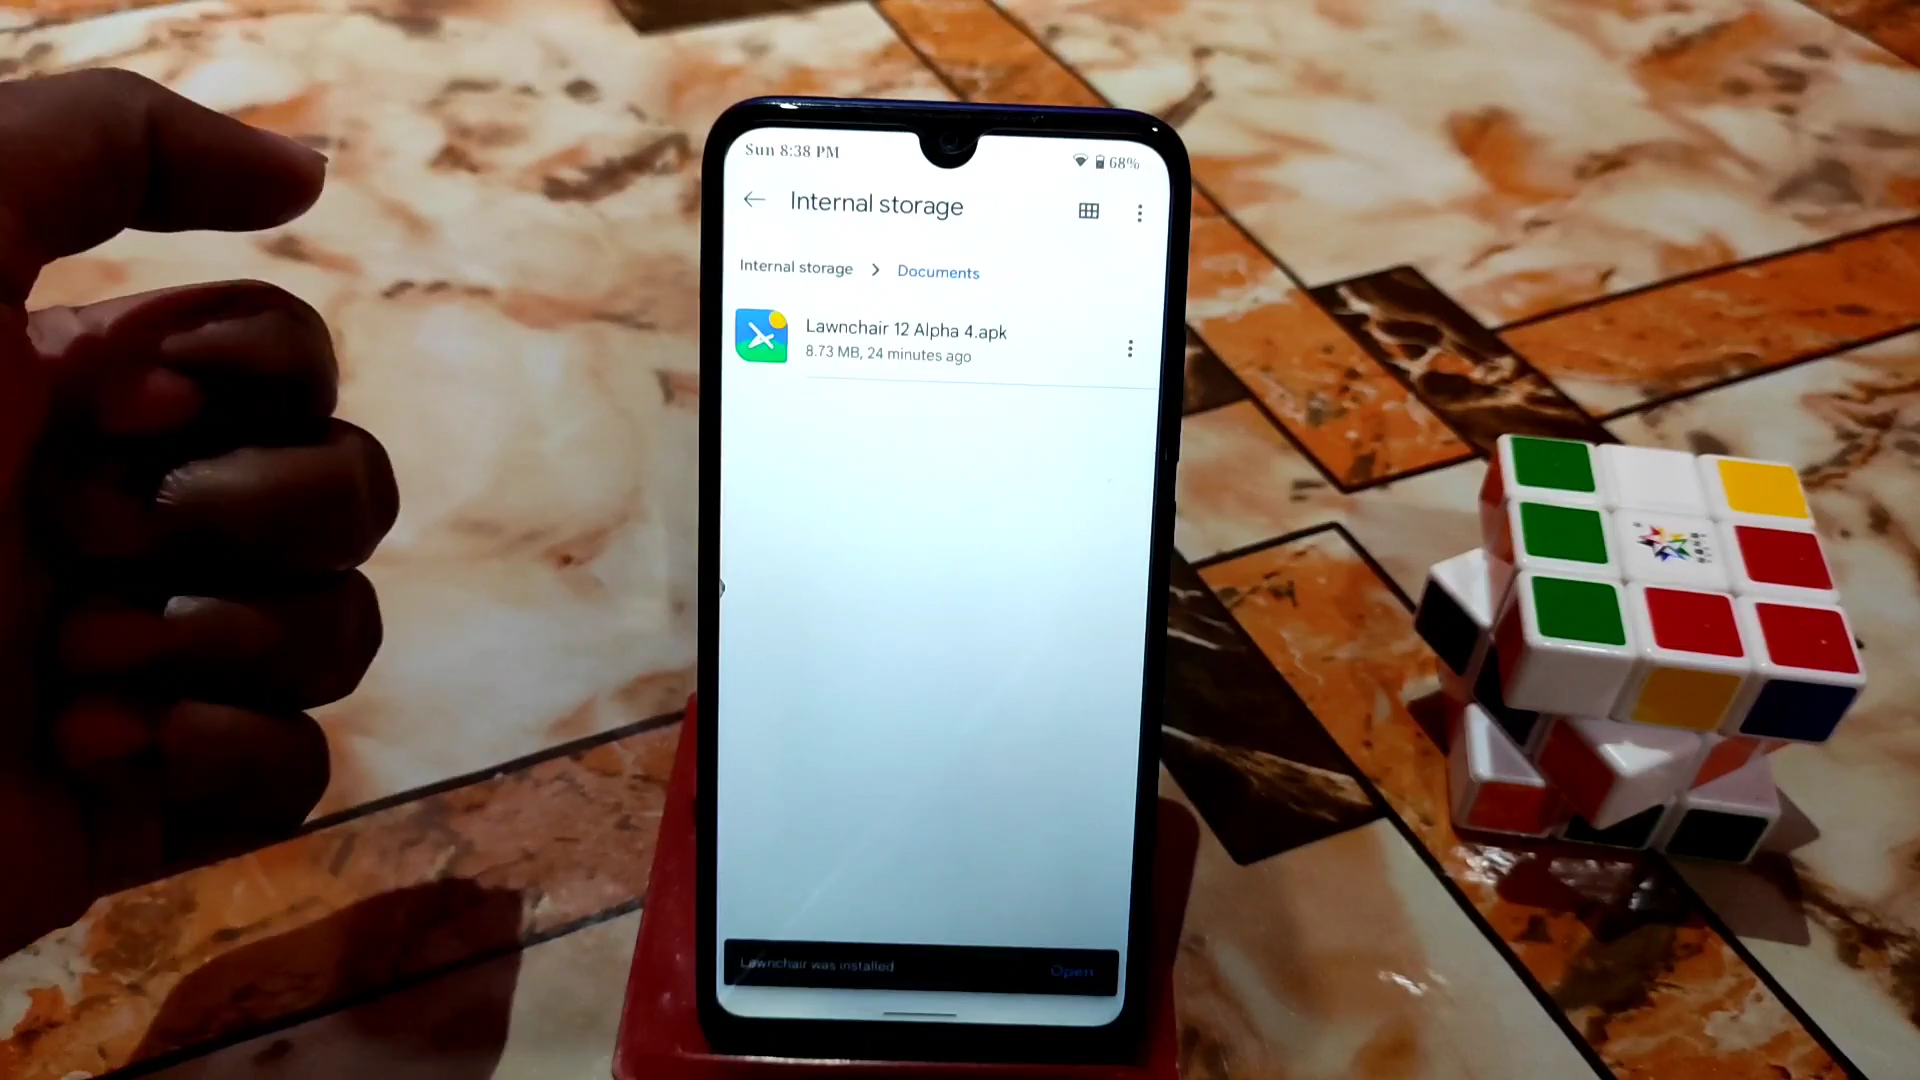 Sun 8:38 PM
68%
Internal storage
Internal storage > Documents
Lawnchair 12 Alpha 4.apk
8.73 MB, 24 minutes ago
Lawnchair was installed
Open